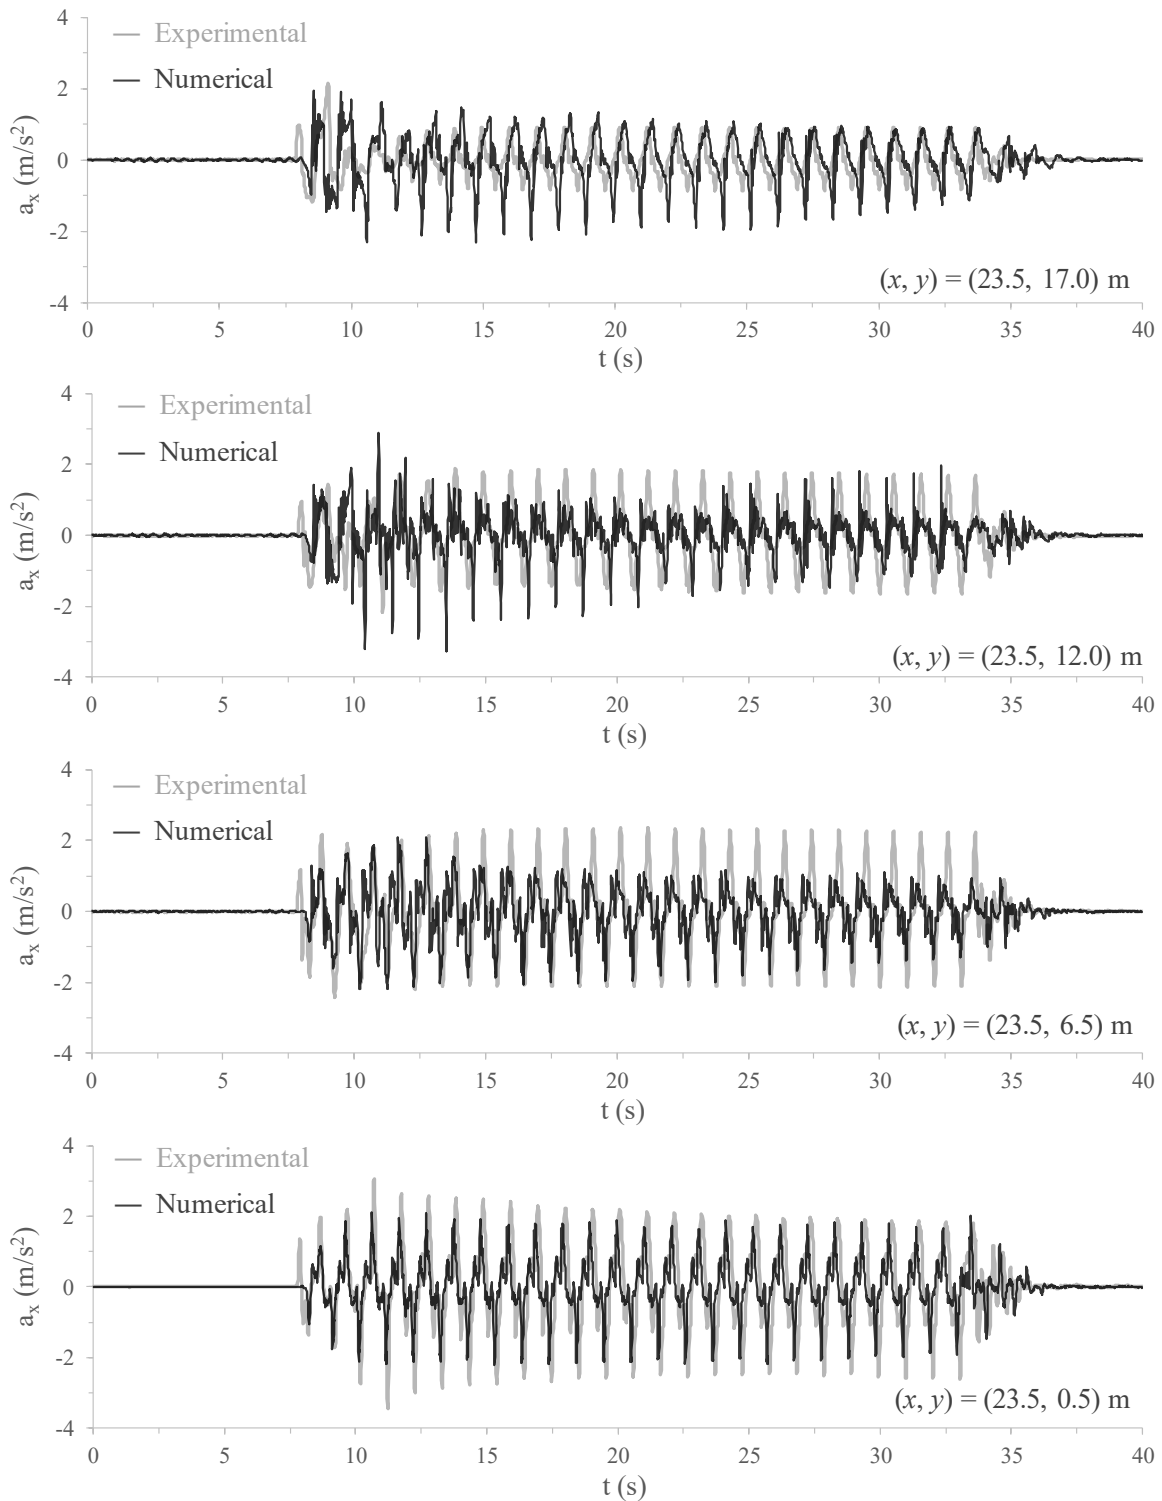 4
Experimental
2
Numerical
0
-2
-4
a_x (m/s²)
(x, y) = (23.5, 17.0) m
0 5 10 15 20 25 30 35 40
t (s)
4
Experimental
2
Numerical
0
-2
-4
a_x (m/s²)
(x, y) = (23.5, 12.0) m
0 5 10 15 20 25 30 35 40
t (s)
4
Experimental
2
Numerical
0
-2
-4
a_x (m/s²)
(x, y) = (23.5, 6.5) m
0 5 10 15 20 25 30 35 40
t (s)
4
Experimental
2
Numerical
0
-2
-4
a_x (m/s²)
(x, y) = (23.5, 0.5) m
0 5 10 15 20 25 30 35 40
t (s)